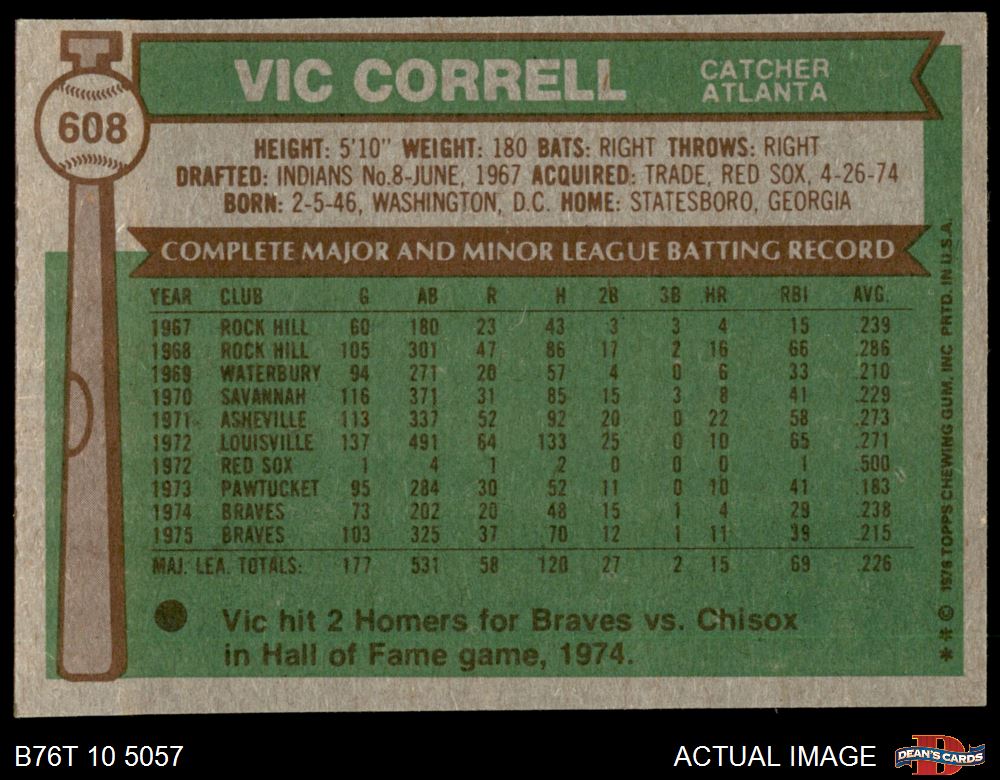 608
VIC CORRELL
CATCHER
ATLANTA
HEIGHT: 5'10" WEIGHT: 180 BATS: RIGHT THROWS: RIGHT
DRAFTED: INDIANS No.8-JUNE, 1967 ACQUIRED: TRADE, RED SOX, 4-26-74
BORN: 2-5-46, WASHINGTON, D.C. HOME: STATESBORO, GEORGIA
COMPLETE MAJOR AND MINOR LEAGUE BATTING RECORD
YEAR CLUB G AB R H 2B 3B HR RBI AVG.
1967 ROCK HILL 60 180 23 43 3 3 4 15 .239
1968 ROCK HILL 105 301 47 86 17 2 16 66 .286
1969 WATERBURY 94 271 20 57 4 0 6 33 .210
1970 SAVANNAH 116 371 31 85 15 3 8 41 .229
1971 ASHEVILLE 113 337 52 92 20 0 22 58 .273
1972 LOUISVILLE 137 491 64 133 25 0 10 65 .271
1972 RED SOX 1 4 1 2 0 0 0 1 .500
1973 PAWTUCKET 95 284 30 52 11 0 10 41 .183
1974 BRAVES 73 202 20 48 15 1 4 29 .238
1975 BRAVES 103 325 37 70 12 1 11 39 .215
MAJ. LEA. TOTALS: 177 531 58 120 27 2 15 69 .226
Vic hit 2 Homers for Braves vs. Chisox
in Hall of Fame game, 1974.
* * © 1976 TOPPS CHEWING GUM, INC PRTD. IN U.S.A.
B76T 10 5057
ACTUAL IMAGE
D
DEAN'S CARDS